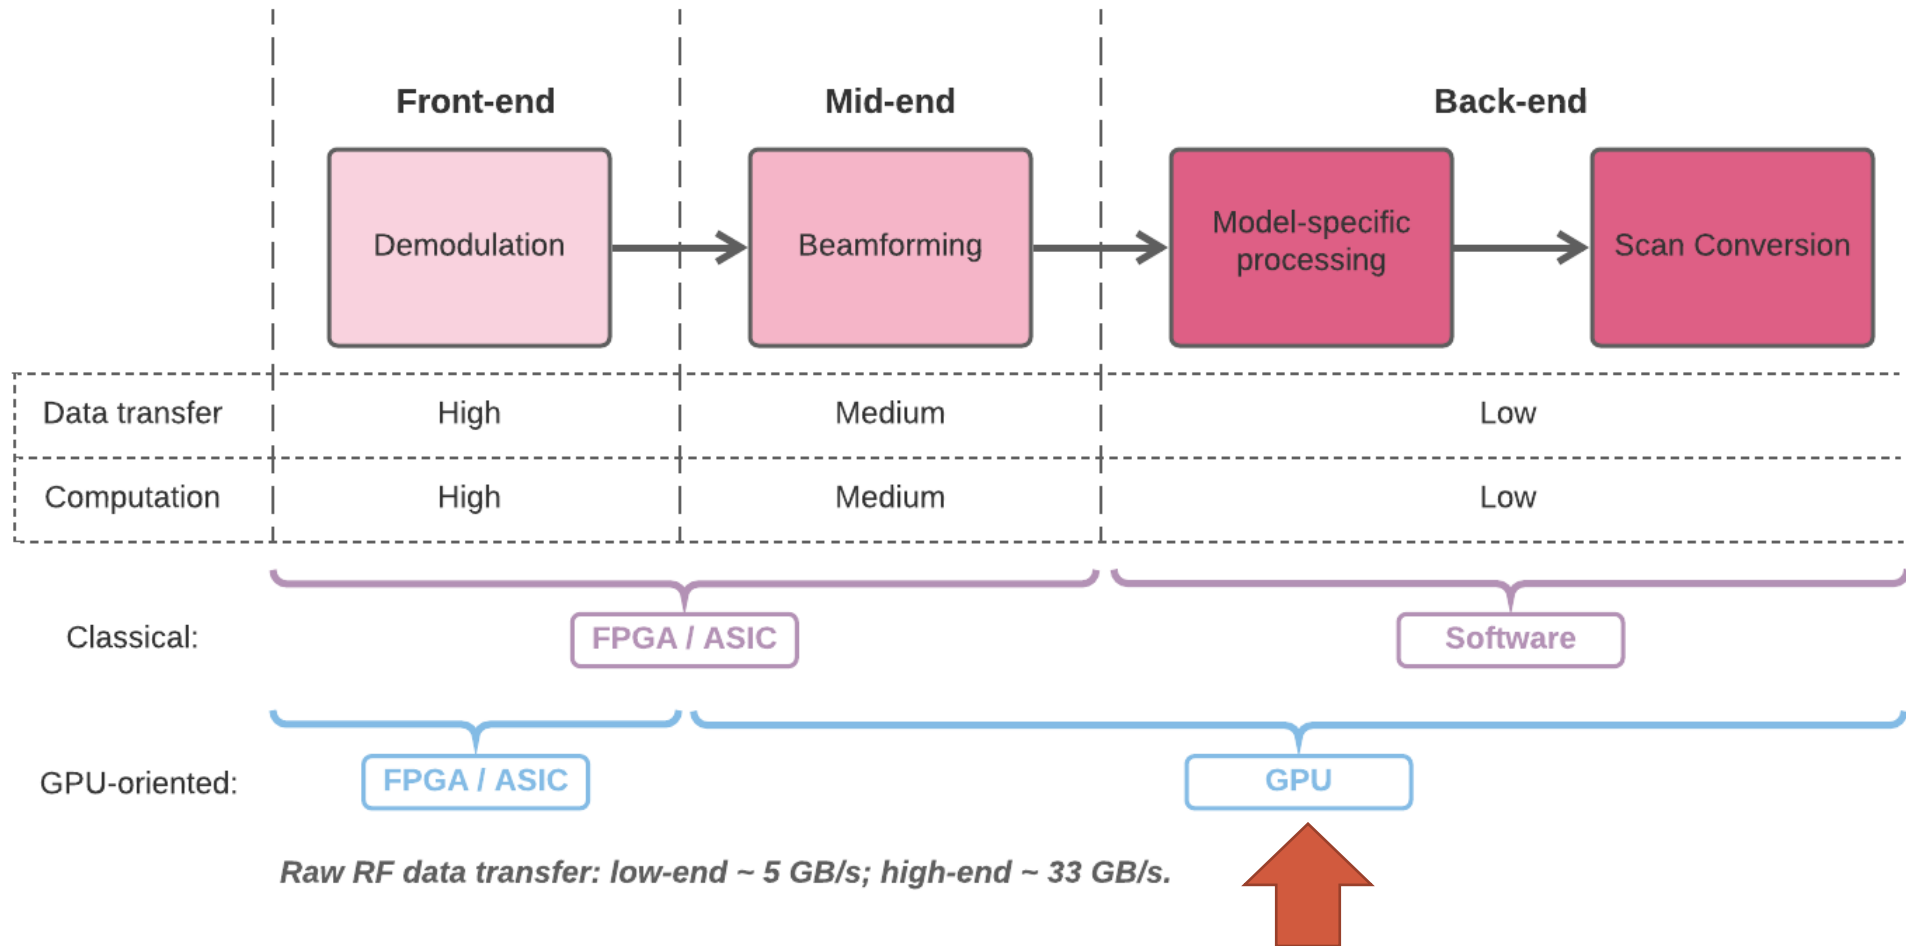 Front-end
Mid-end
Back-end
Demodulation
Beamforming
Model-specific
processing
Scan Conversion
Data transfer
High
Medium
Low
Computation
High
Medium
Low
Classical:
FPGA / ASIC
Software
GPU-oriented:
FPGA / ASIC
GPU
Raw RF data transfer: low-end ~ 5 GB/s; high-end ~ 33 GB/s.